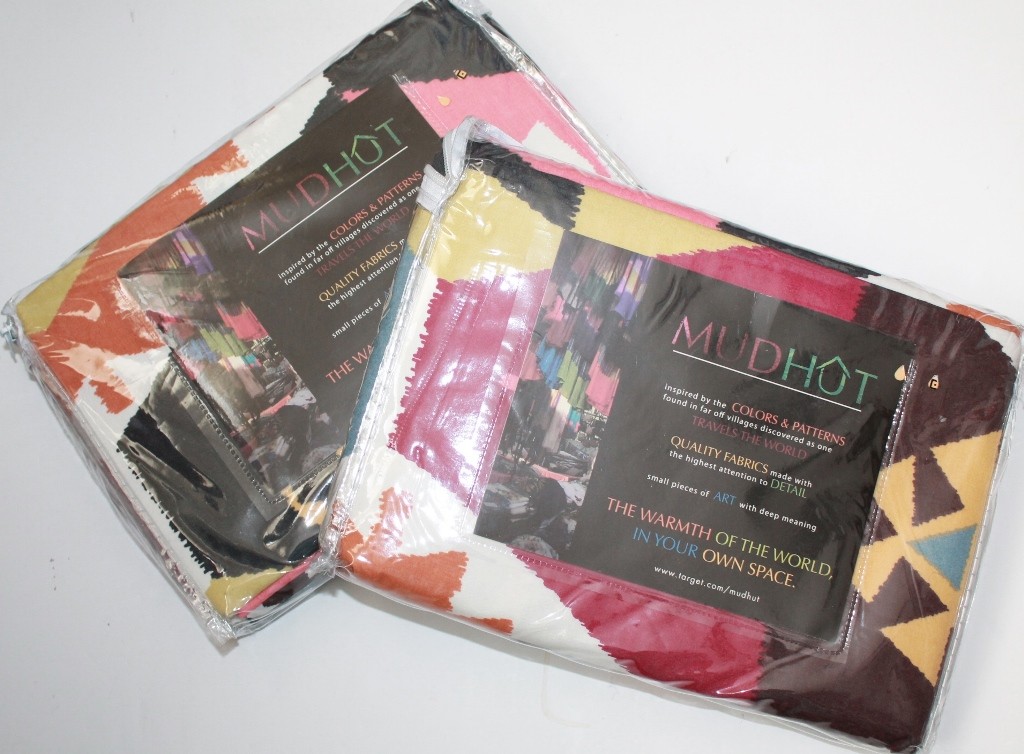 MUDHUT
inspired by the COLORS & PATTERNS
found in far off villages discovered as one
TRAVELS THE WORLD
QUALITY FABRICS
the highest attention
small pieces of
THE WA
MUDHUT
inspired by the COLORS & PATTERNS
found in far off villages discovered as one
TRAVELS THE WORLD
QUALITY FABRICS made with
the highest attention to DETAIL
small pieces of ART with deep meaning
THE WARMTH OF THE WORLD,
IN YOUR OWN SPACE.
www.target.com/mudhut